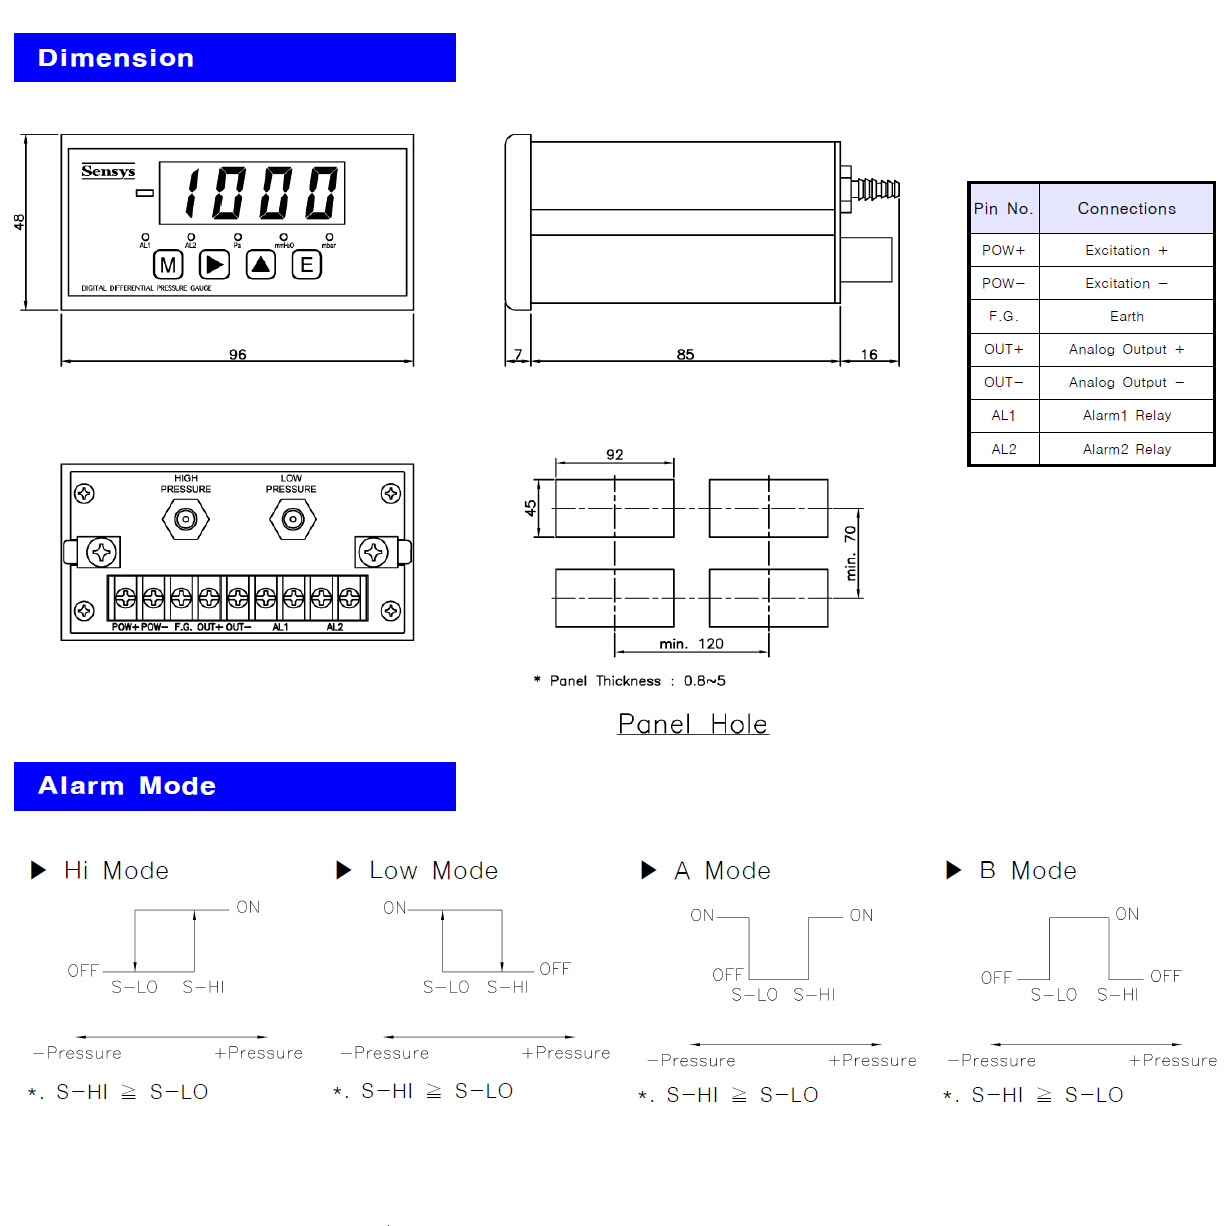 Dimension
Sensys
1000
AL1 AL2 Pa mmH₂O mbar
M E
DIGITAL DIFFERENTIAL PRESSURE GAUGE
48
96
7 85 16
Pin No. Connections
POW+ Excitation +
POW- Excitation -
F.G. Earth
OUT+ Analog Output +
OUT- Analog Output -
AL1 Alarm1 Relay
AL2 Alarm2 Relay
HIGH PRESSURE
LOW PRESSURE
POW+ POW- F.G. OUT+ OUT- AL1 AL2
92
45
min. 70
min. 120
* Panel Thickness : 0.8~5
Panel Hole
Alarm Mode
▶ Hi Mode
ON
OFF
S-LO S-HI
-Pressure +Pressure
*. S-HI ≧ S-LO
▶ Low Mode
ON
OFF
S-LO S-HI
-Pressure +Pressure
*. S-HI ≧ S-LO
▶ A Mode
ON ON
OFF
S-LO S-HI
-Pressure +Pressure
*. S-HI ≧ S-LO
▶ B Mode
ON
OFF OFF
S-LO S-HI
-Pressure +Pressure
*. S-HI ≧ S-LO